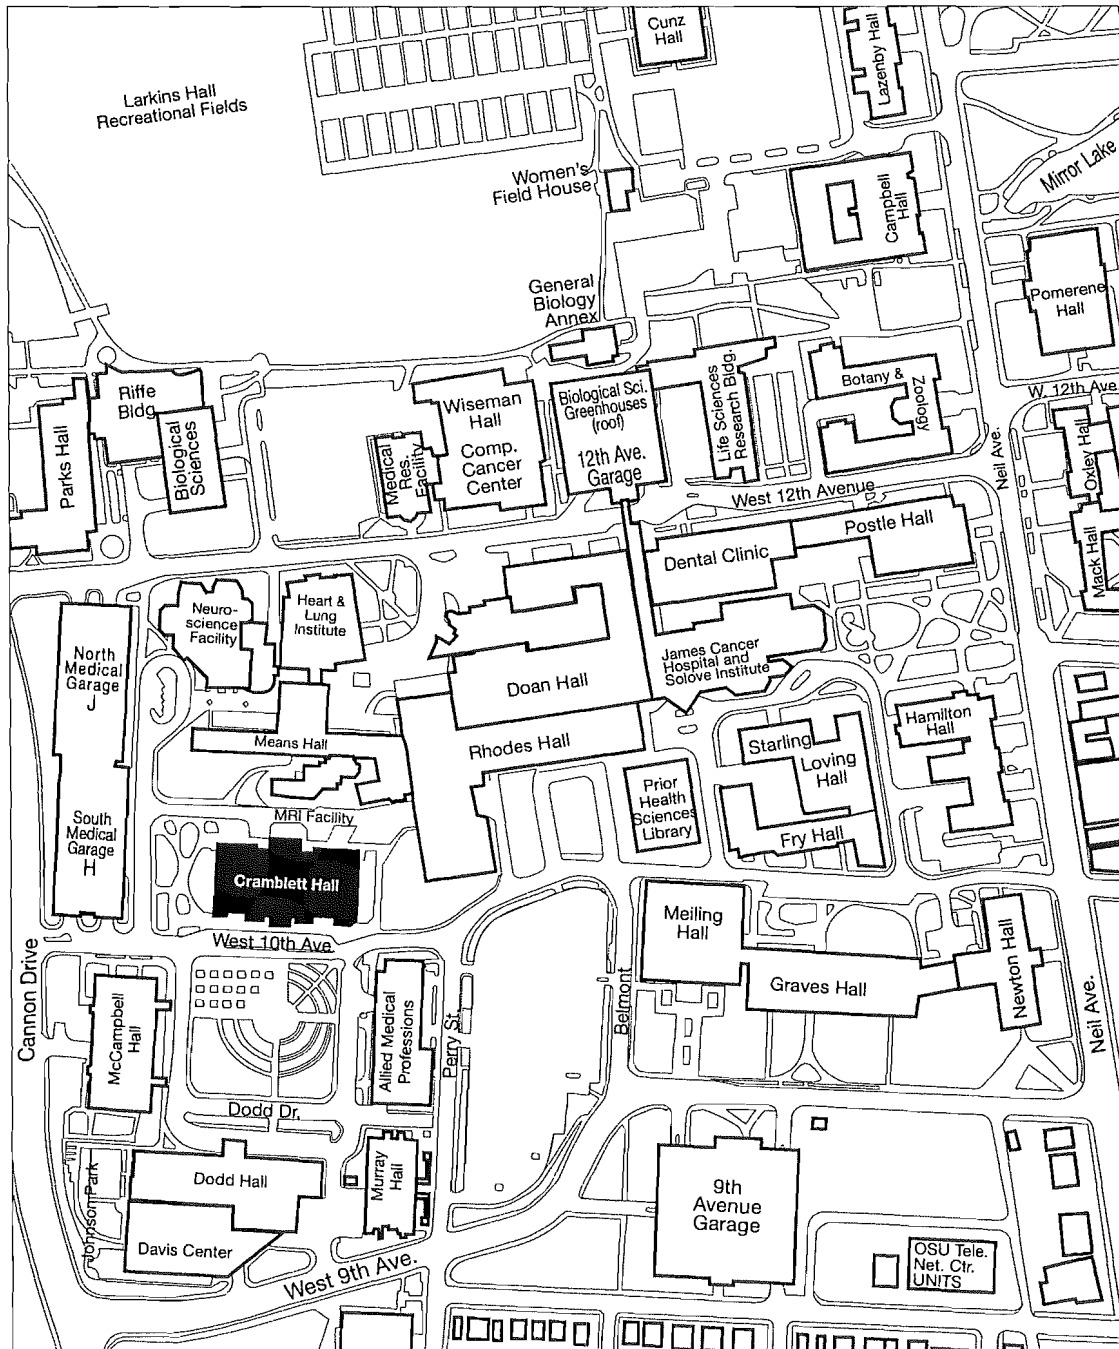 Cunz
Hall
Lazenby Hall
Larkins Hall
Recreational Fields
Women's
Field House
Campbell
Hall
Mirror Lake
General
Biology
Annex
Pomerene
Hall
Riffe
Bldg.
Parks Hall
Biological
Sciences
Medical
Res.
Facility
Wiseman
Hall
Comp.
Cancer
Center
Biological Sci.
Greenhouses
(roof)
12th Ave.
Garage
Life Sciences
Research Bldg.
Botany &
Zoology
W. 12th Ave.
Neil Ave.
Oxley Hall
Mack Hall
West 12th Avenue
Dental Clinic
Postle Hall
Neuro-
science
Facility
Heart &
Lung
Institute
North
Medical
Garage
J
Doan Hall
James Cancer
Hospital and
Solove Institute
Means Hall
Rhodes Hall
Starling
Loving
Hall
Hamilton
Hall
MRI Facility
Prior
Health
Sciences
Library
Fry Hall
South
Medical
Garage
H
Cramblett Hall
West 10th Ave.
Meiling
Hall
Graves Hall
Newton Hall
Cannon Drive
McCampbell
Hall
Allied Medical
Professions
Perry St.
Belmont
Neil Ave.
Dodd Dr.
Johnson Park
Dodd Hall
Murray
Hall
Davis Center
9th
Avenue
Garage
West 9th Ave.
OSU Tele.
Net. Ctr.
UNITS